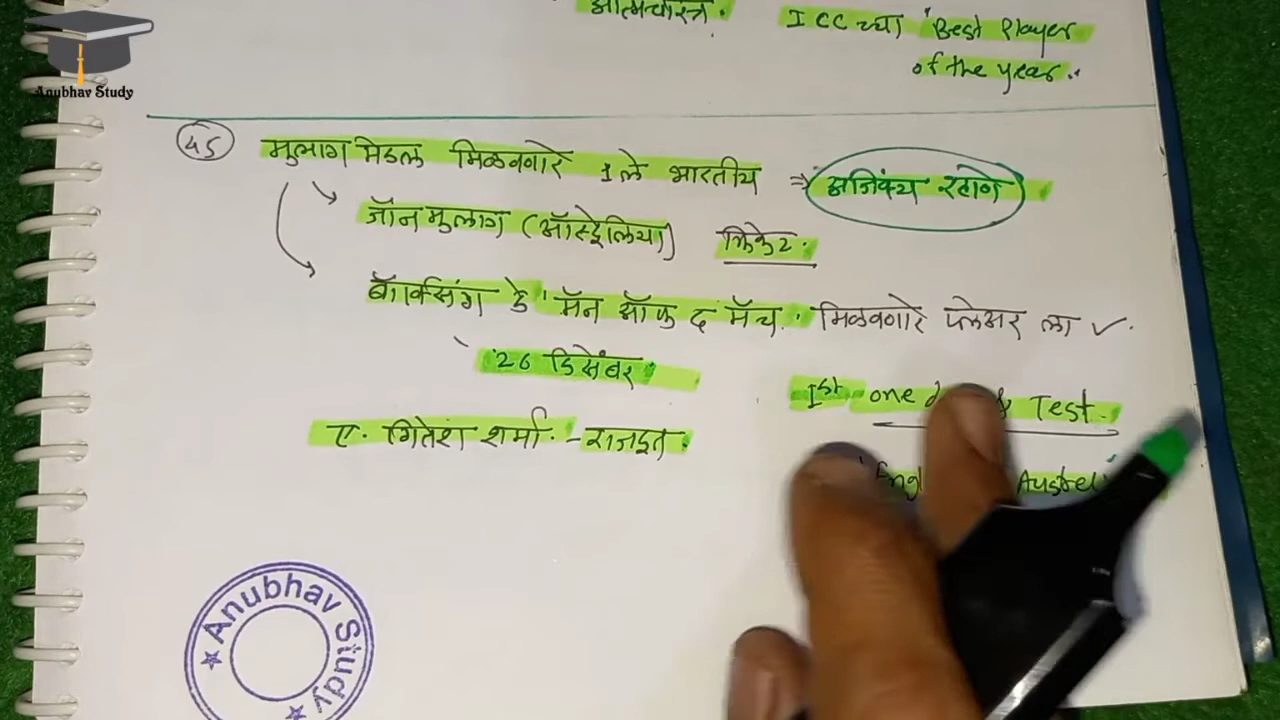 आत्मचरित्र. ICC च्या 'Best Player
of the year.
Anubhav Study
45 मुलाग मेडल मिळवणारे 1ले भारतीय ⇒ अजिंक्य रहाणे
जॉन मुलाग (ऑस्ट्रेलिया) क्रिकेट.
बॉक्सिंग डे 'मॅन ऑफ द मॅच. मिळवणारे प्लेअर ला ✓.
26 डिसेंबर
Ist one & Test.
ए. गितेश शर्मा. - राजदूत.
Anubhav Study